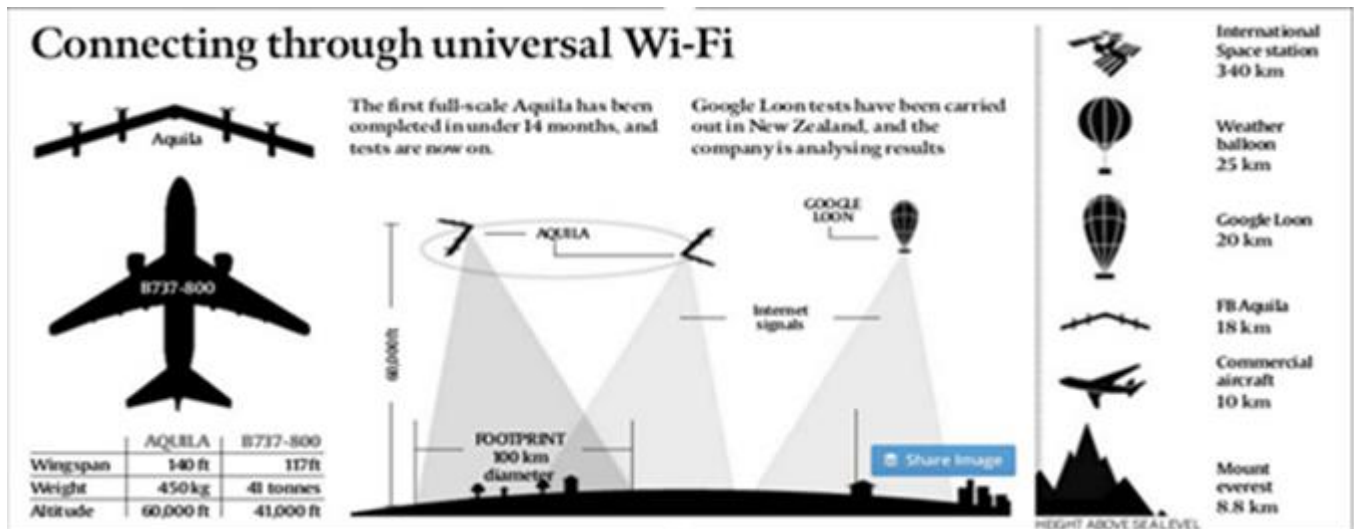 Connecting through universal Wi-Fi
Aquila
B737-800
AQUILA B737-800
Wingspan 140 ft 117ft
Weight 450kg 41 tonnes
Altitude 60,000 ft 41,000 ft
The first full-scale Aquila has been
completed in under 14 months, and
tests are now on.
Google Loon tests have been carried
out in New Zealand, and the
company is analysing results
AQUILA
GOOGLE
LOON
Internet
signals
60,000ft
FOOTPRINT
100 km
diameter
Share Image
International
Space station
340 km
Weather
balloon
25 km
Google Loon
20 km
FB Aquila
18 km
Commercial
aircraft
10 km
Mount
everest
8.8 km
HEIGHT ABOVE SEA LEVEL